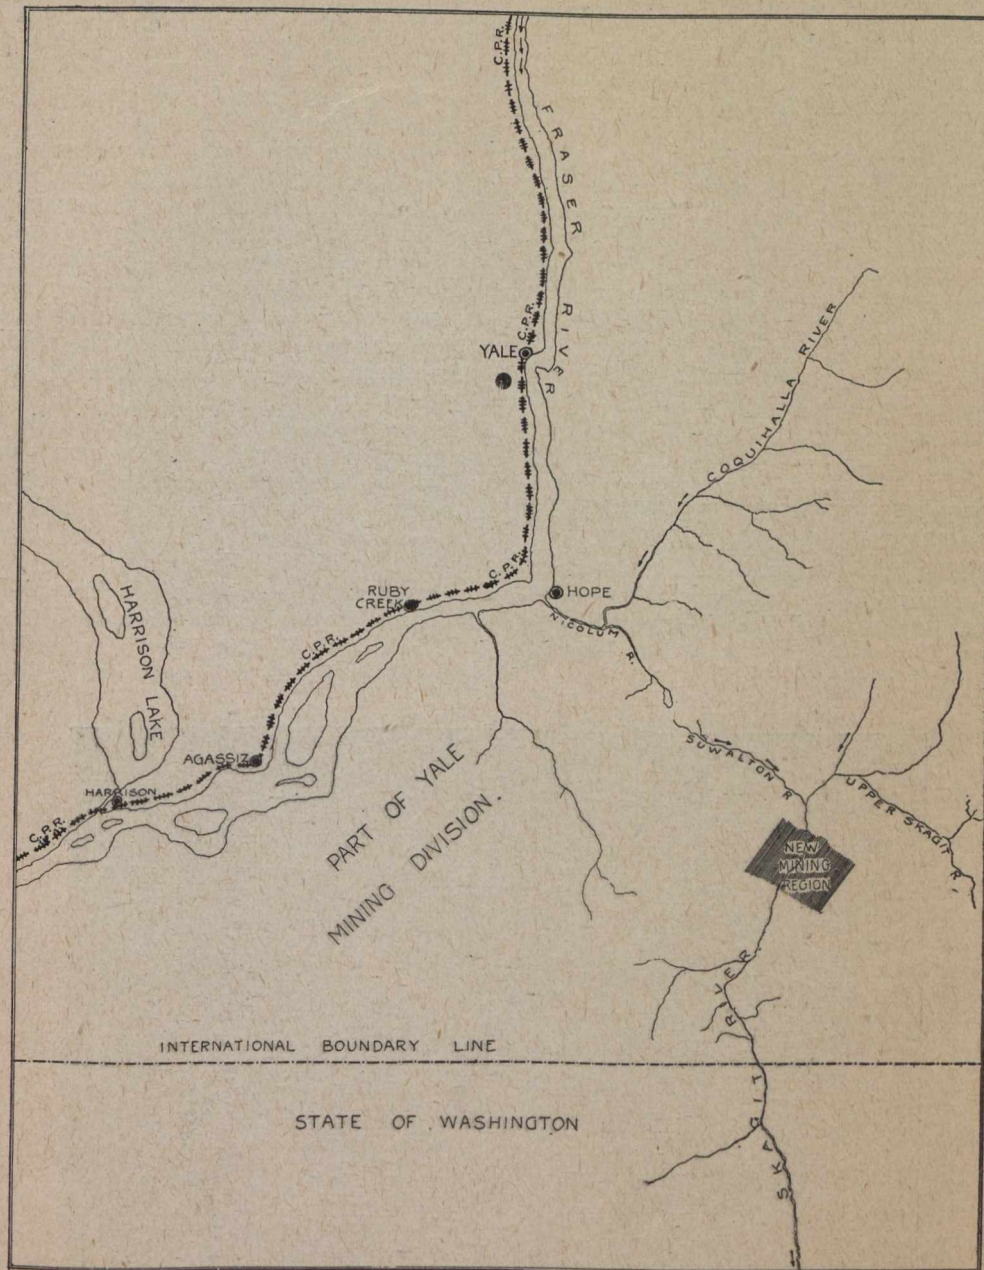 C.P.R.
FRASER RIVER
C.P.R.
YALE
COQUIHALLA RIVER
C.P.R.
RUBY
CREEK
HOPE
NICOLUM R.
HARRISON LAKE
C.P.R.
SUWALTON R
AGASSIZ
UPPER SKAGIT R.
HARRISON
C.P.R.
PART OF YALE
MINING DIVISION.
NEW
MINING
REGION
SKAGIT RIVER
INTERNATIONAL BOUNDARY LINE
STATE OF WASHINGTON